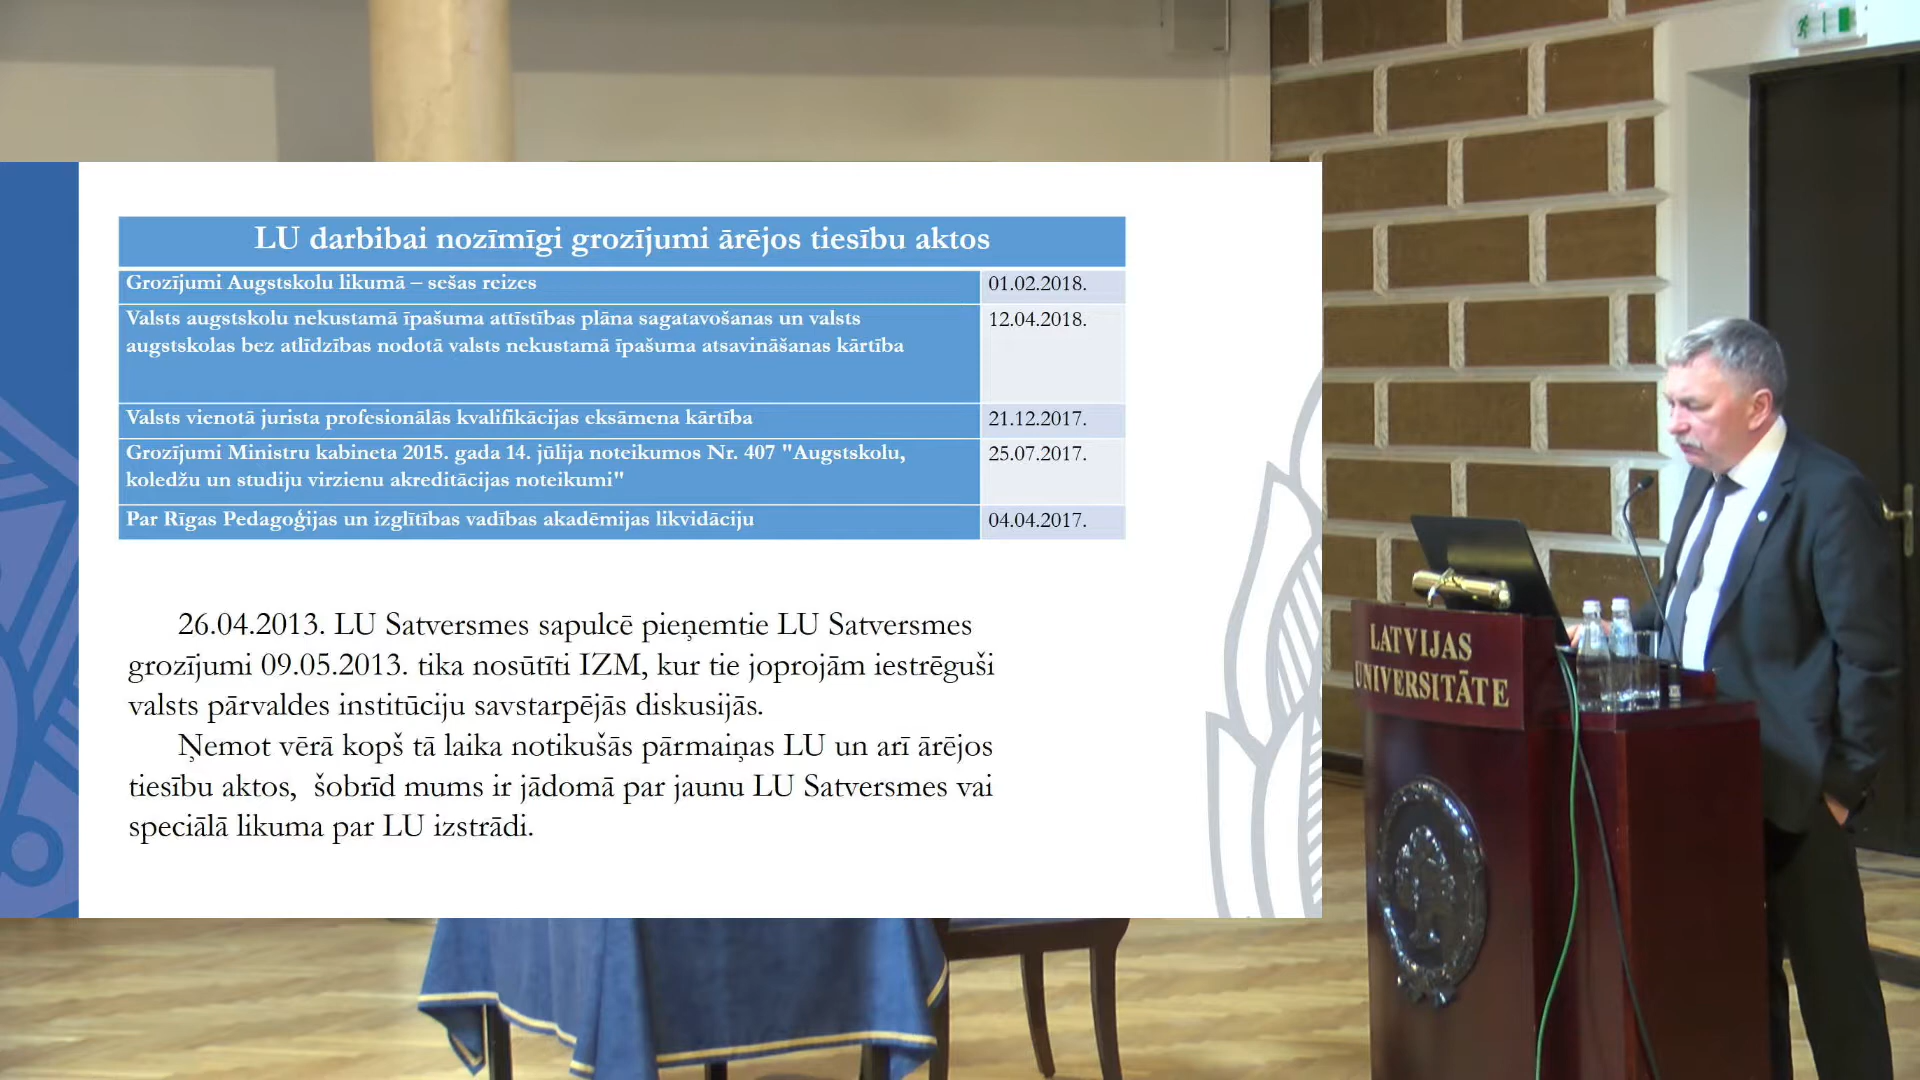 LU darbibai nozīmīgi grozījumi ārējos tiesību aktos
Grozījumi Augstskolu likumā – sešas reizes
01.02.2018.
Valsts augstskolu nekustamā īpašuma attīstības plāna sagatavošanas un valsts
augstskolas bez atlīdzības nodotā valsts nekustamā īpašuma atsavināšanas kārtība
12.04.2018.
Valsts vienotā jurista profesionālās kvalifikācijas eksāmena kārtība
21.12.2017.
Grozījumi Ministru kabineta 2015. gada 14. jūlija noteikumos Nr. 407 "Augstskolu,
koledžu un studiju virzienu akreditācijas noteikumi"
25.07.2017.
Par Rīgas Pedagoģijas un izglītības vadības akadēmijas likvidāciju
04.04.2017.
26.04.2013. LU Satversmes sapulcē pieņemtie LU Satversmes
grozījumi 09.05.2013. tika nosūtīti IZM, kur tie joprojām iestrēguši
valsts pārvaldes institūciju savstarpējās diskusijās.
Ņemot vērā kopš tā laika notikušās pārmaiņas LU un arī ārējos
tiesību aktos, šobrīd mums ir jādomā par jaunu LU Satversmes vai
speciālā likuma par LU izstrādi.
LATVIJAS
UNIVERSITĀTE